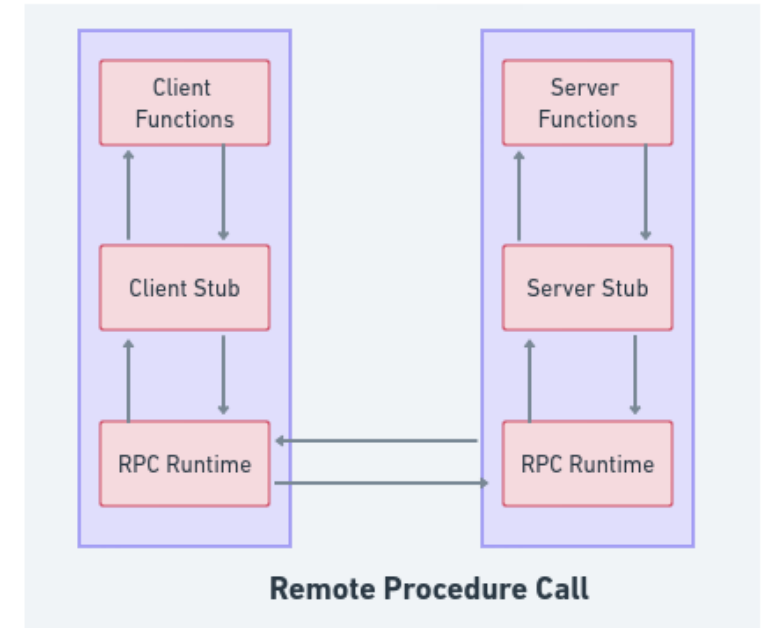 Client
Functions
Client Stub
RPC Runtime
Server
Functions
Server Stub
RPC Runtime
Remote Procedure Call